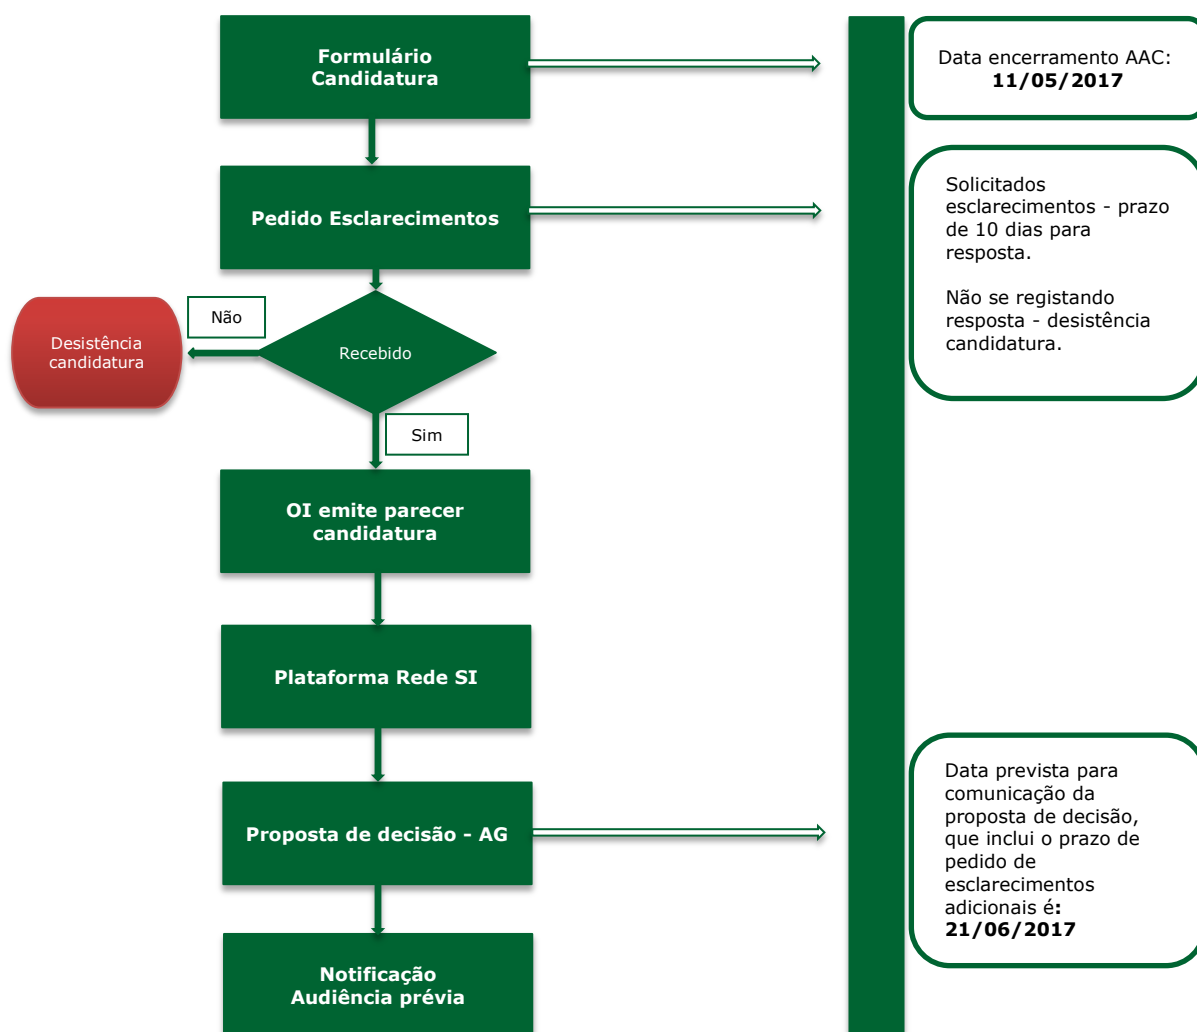 Formulário
Candidatura
Data encerramento AAC:
11/05/2017
Pedido Esclarecimentos
Solicitados
esclarecimentos - prazo
de 10 dias para
resposta.
Não se registando
resposta - desistência
candidatura.
Não
Desistência
candidatura
Recebido
Sim
OI emite parecer
candidatura
Plataforma Rede SI
Proposta de decisão - AG
Data prevista para
comunicação da
proposta de decisão,
que inclui o prazo de
pedido de
esclarecimentos
adicionais é:
21/06/2017
Notificação
Audiência prévia